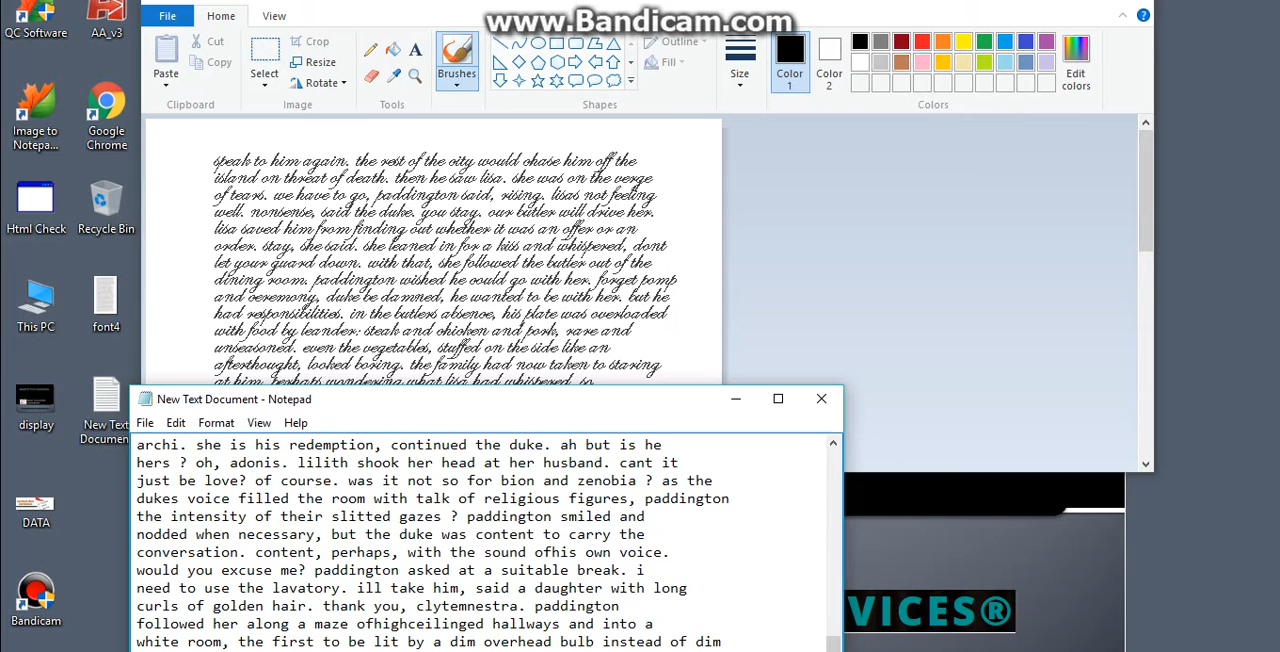 www.Bandicam.com
File Home View
QC Software
AA_v3
Paste
Cut
Copy
Clipboard
Select
Crop
Resize
Rotate
Image
A
Tools
Brushes
Shapes
Outline
Fill
Size
Color
1
Color
2
Edit
colors
Colors
Image to
Notepa...
Google
Chrome
Html Check
Recycle Bin
This PC
font4
display
New Text
Documen
DATA
Bandicam
speak to him again. the rest of the city would chase him off the
island on threat of death. then he saw lisa. she was on the verge
of tears. we have to go, paddington said, rising. lisas not feeling
well. nonsense, said the duke. you stay. our butler will drive her.
lisa saved him from finding out whether it was an offer or an
order. stay, she said. she leaned in for a kiss and whispered, dont
let your guard down. with that, she followed the butler out of the
dining room. paddington wished he could go with her. forget pomp
and ceremony, duke be damned, he wanted to be with her. but he
had responsibilities. in the butlers absence, his plate was overloaded
with food by leander: steak and chicken and pork, rare and
unseasoned. even the vegetables, stuffed on the side like an
afterthought, looked boring. the family had now taken to staring
at him, perhaps wondering what lisa had whispered. so
New Text Document - Notepad
File Edit Format View Help
archi. she is his redemption, continued the duke. ah but is he
hers ? oh, adonis. lilith shook her head at her husband. cant it
just be love? of course. was it not so for bion and zenobia ? as the
dukes voice filled the room with talk of religious figures, paddington
the intensity of their slitted gazes ? paddington smiled and
nodded when necessary, but the duke was content to carry the
conversation. content, perhaps, with the sound ofhis own voice.
would you excuse me? paddington asked at a suitable break. i
need to use the lavatory. ill take him, said a daughter with long
curls of golden hair. thank you, clytemnestra. paddington
followed her along a maze ofhighceilinged hallways and into a
white room, the first to be lit by a dim overhead bulb instead of dim
VICES®